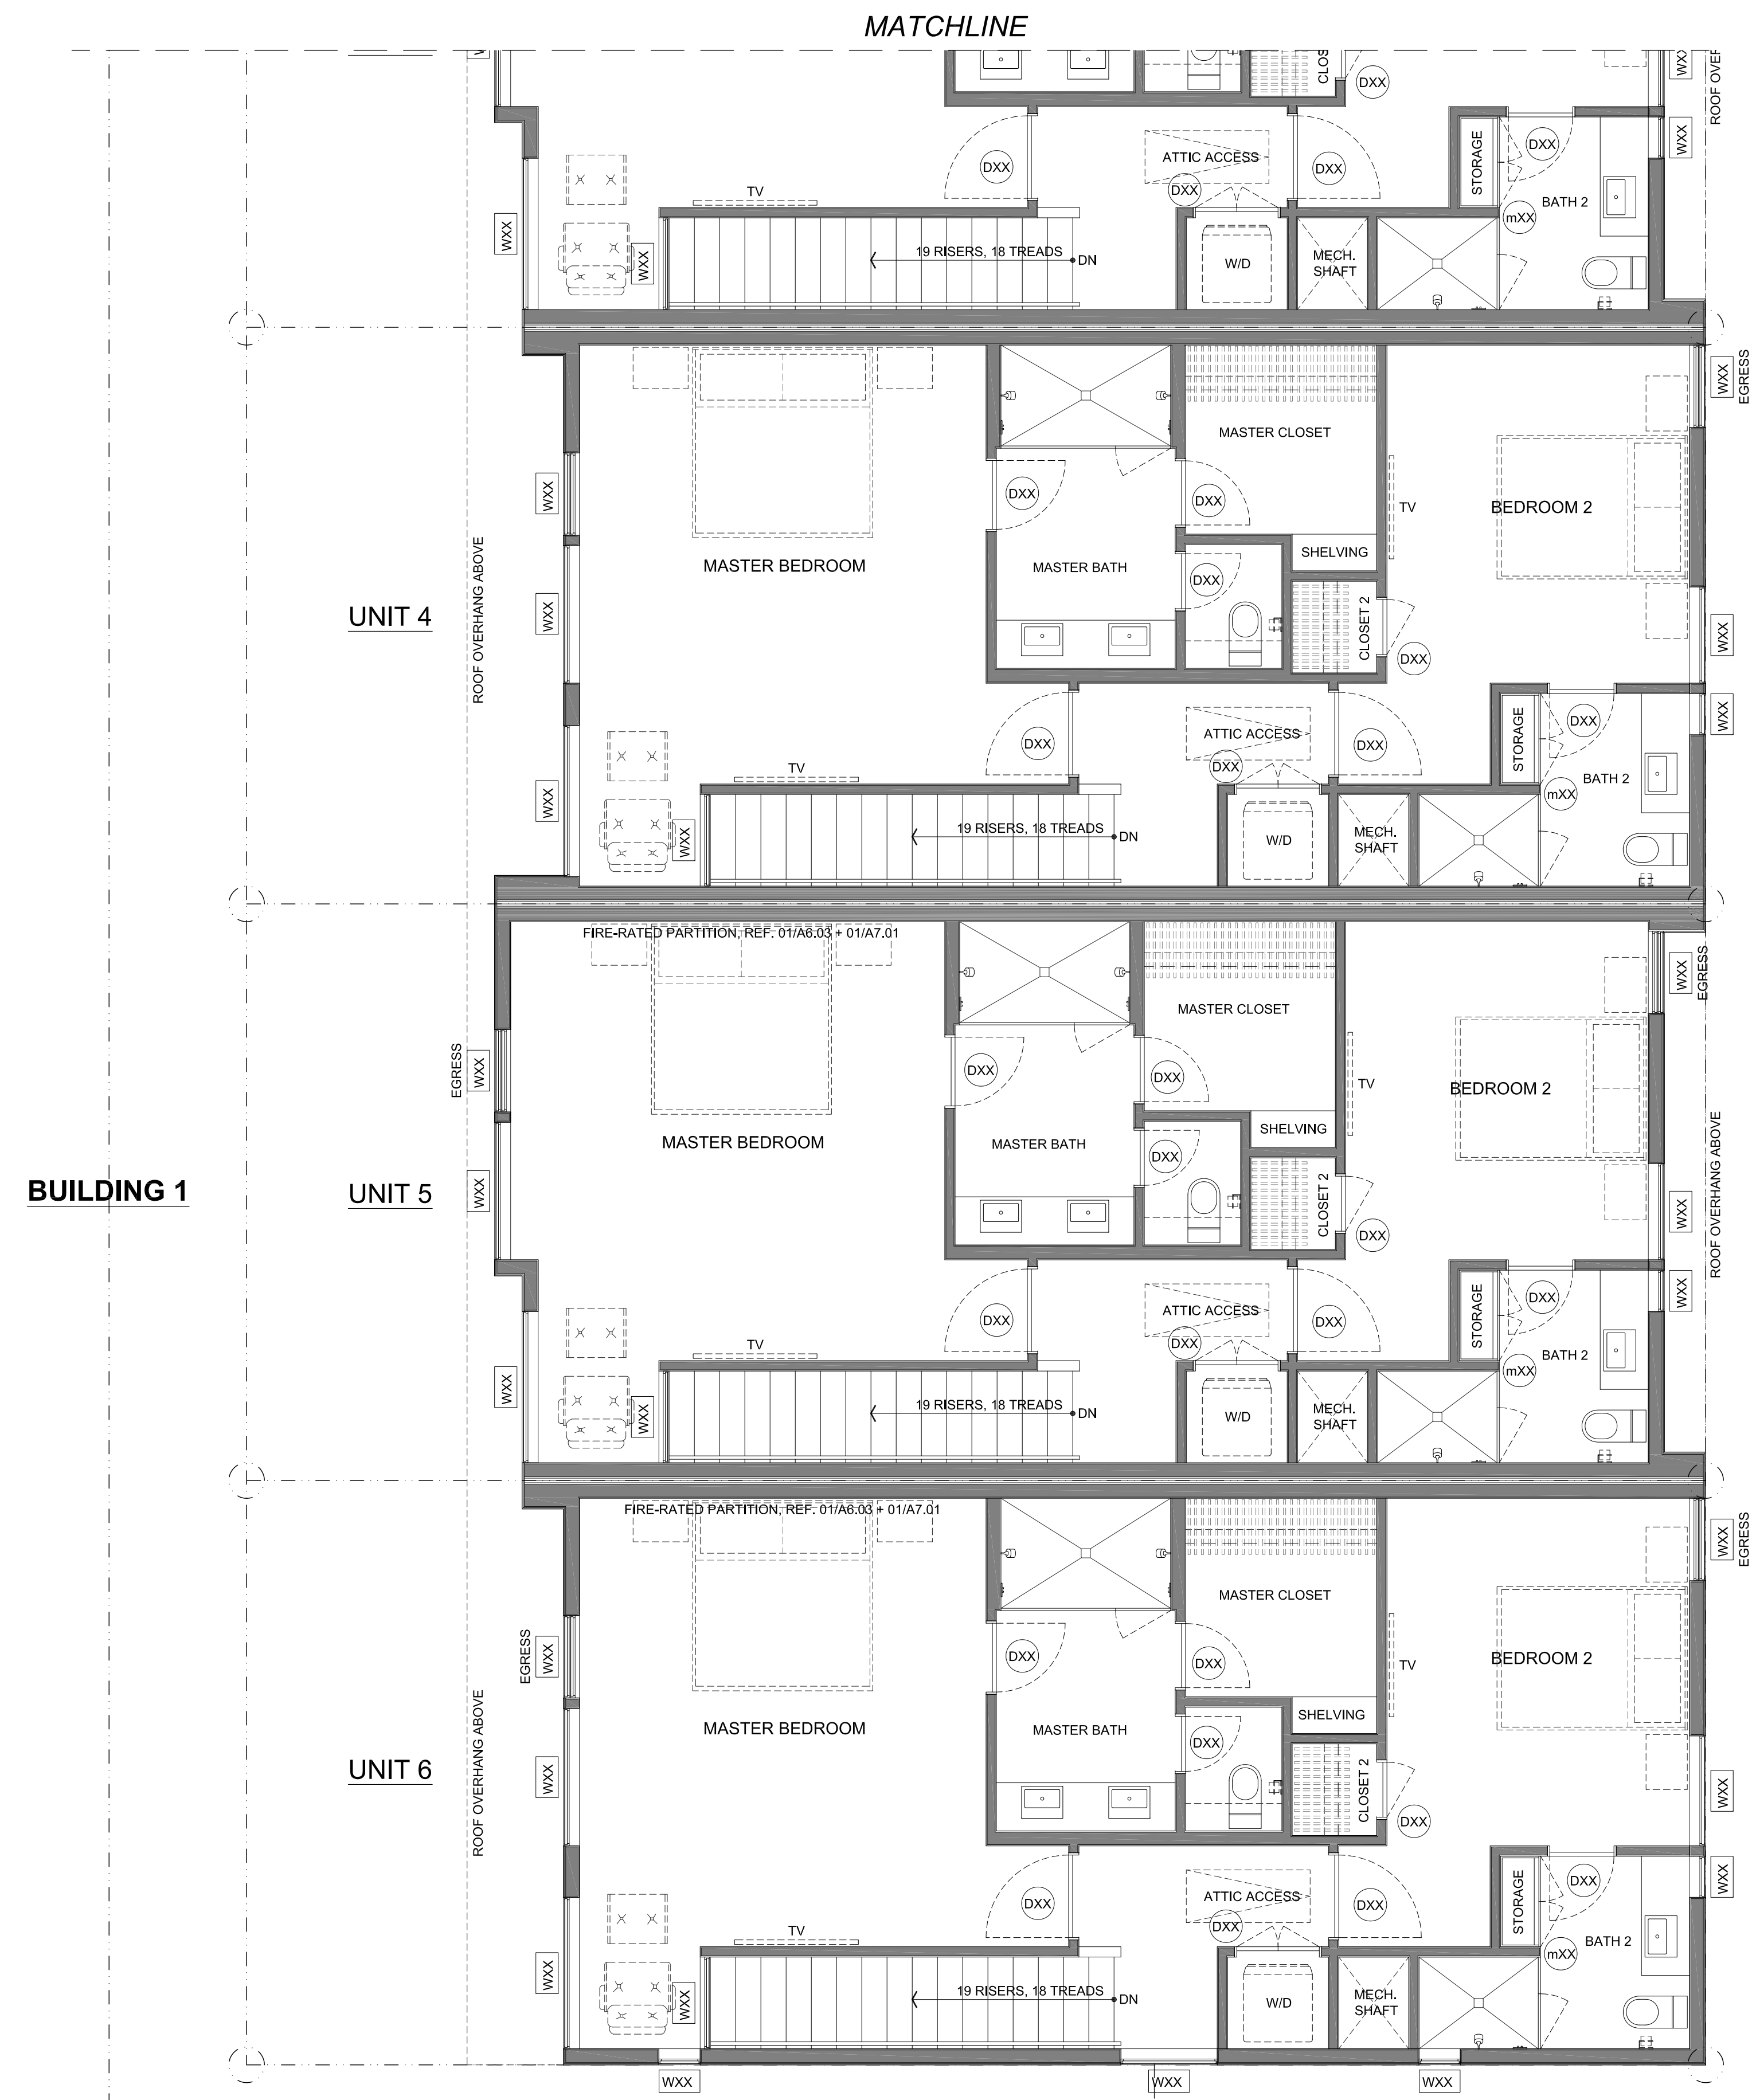 MATCHLINE
CLOS
DXX
WX
ROOF OVER
DXX
ATTIC ACCESS
DXX
DXX
STORAGE
DXX
WXX
BATH 2
mXX
TV
WXX
WXX
19 RISERS, 18 TREADS
DN
W/D
MECH.
SHAFT
WXX
EGRESS
MASTER CLOSET
WXX
DXX
DXX
TV
BEDROOM 2
ROOF OVERHANG ABOVE
MASTER BEDROOM
MASTER BATH
DXX
SHELVING
UNIT 4
WXX
CLOSET 2
DXX
WXX
DXX
ATTIC ACCESS
DXX
DXX
STORAGE
DXX
WXX
BATH 2
mXX
TV
WXX
WXX
19 RISERS, 18 TREADS
DN
W/D
MECH.
SHAFT
FIRE-RATED PARTITION, REF. 01/A6.03 + 01/A7.01
WXX
EGRESS
MASTER CLOSET
EGRESS
WXX
DXX
DXX
TV
BEDROOM 2
MASTER BEDROOM
MASTER BATH
DXX
SHELVING
ROOF OVERHANG ABOVE
BUILDING 1
UNIT 5
WXX
CLOSET 2
DXX
WXX
DXX
ATTIC ACCESS
DXX
DXX
STORAGE
DXX
WXX
BATH 2
mXX
TV
WXX
WXX
19 RISERS, 18 TREADS
DN
W/D
MECH.
SHAFT
FIRE-RATED PARTITION, REF. 01/A6.03 + 01/A7.01
WXX
EGRESS
MASTER CLOSET
EGRESS
WXX
DXX
DXX
TV
BEDROOM 2
ROOF OVERHANG ABOVE
MASTER BEDROOM
MASTER BATH
DXX
SHELVING
UNIT 6
WXX
CLOSET 2
DXX
WXX
DXX
ATTIC ACCESS
DXX
DXX
STORAGE
DXX
WXX
BATH 2
mXX
TV
WXX
WXX
19 RISERS, 18 TREADS
DN
W/D
MECH.
SHAFT
WXX
WXX
WXX